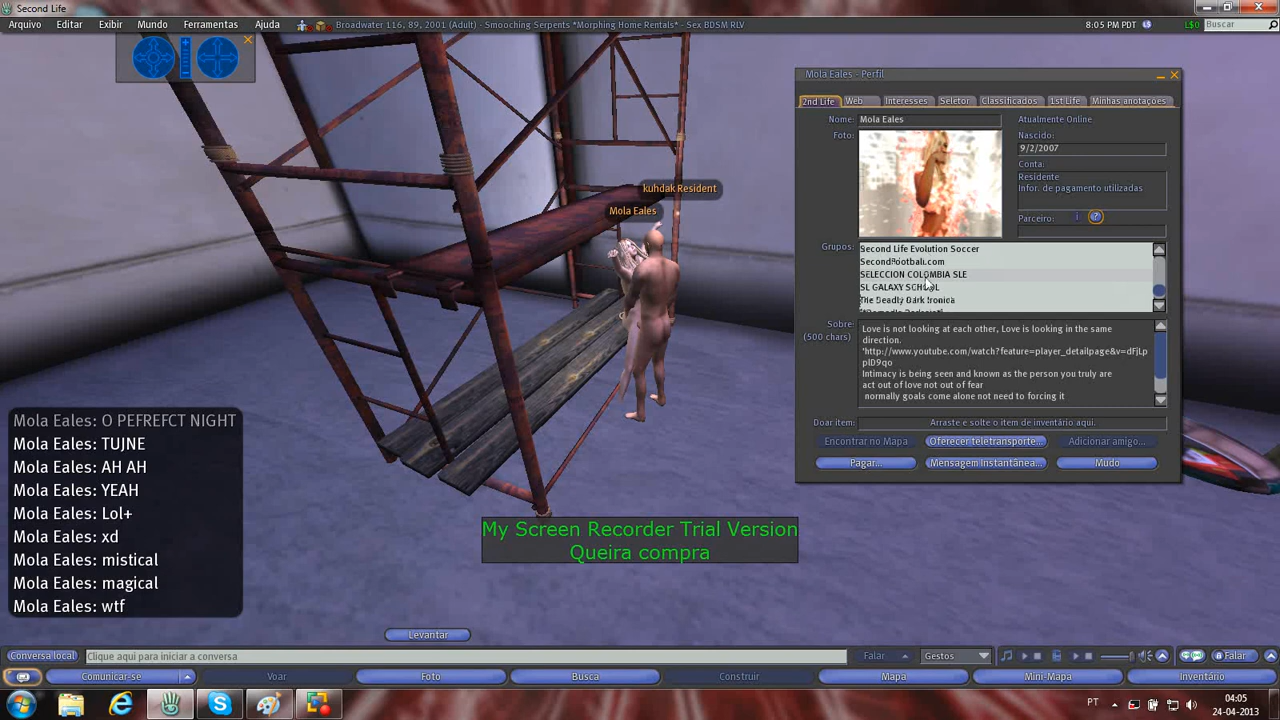 Second Life
Arquivo Editar Exibir Mundo Ferramentas Ajuda
Broadwater 116, 89, 2001 (Adult) - Smooching Serpents *Morphing Home Rentals* - Sex BDSM RLV
8:05 PM PDT
L$0
Buscar
Mola Eales - Perfil
2nd Life Web Interesses Seletor Classificados 1st Life Minhas anotações
Nome: Mola Eales
Atualmente Online
Foto:
Nascido:
9/2/2007
Conta:
Residente
Infor. de pagamento utilizadas
Parceiro: i ?
Grupos:
Second Life Evolution Soccer
SecondFootball.com
SELECCION COLOMBIA SLE
SL GALAXY SCHOOL
The Deadly Dark Ironica
Sobre:
(500 chars)
Love is not looking at each other, Love is looking in the same
direction.
'http://www.youtube.com/watch?feature=player_detailpage&v=dFjLp
plD9qo
Intimacy is being seen and known as the person you truly are
act out of love not out of fear
normally goals come alone not need to forcing it
Doar item: Arraste e solte o item de inventário aqui.
Encontrar no Mapa Oferecer teletransporte... Adicionar amigo...
Pagar... Mensagem Instantânea... Mudo
kuhdak Resident
Mola Eales
Mola Eales: O PEFREFCT NIGHT
Mola Eales: TUJNE
Mola Eales: AH AH
Mola Eales: YEAH
Mola Eales: Lol+
Mola Eales: xd
Mola Eales: mistical
Mola Eales: magical
Mola Eales: wtf
My Screen Recorder Trial Version
Queira compra
Levantar
Conversa local Clique aqui para iniciar a conversa Falar Gestos Falar
Comunicar-se Voar Foto Busca Construir Mapa Mini-Mapa Inventário
PT
04:05
24-04-2013